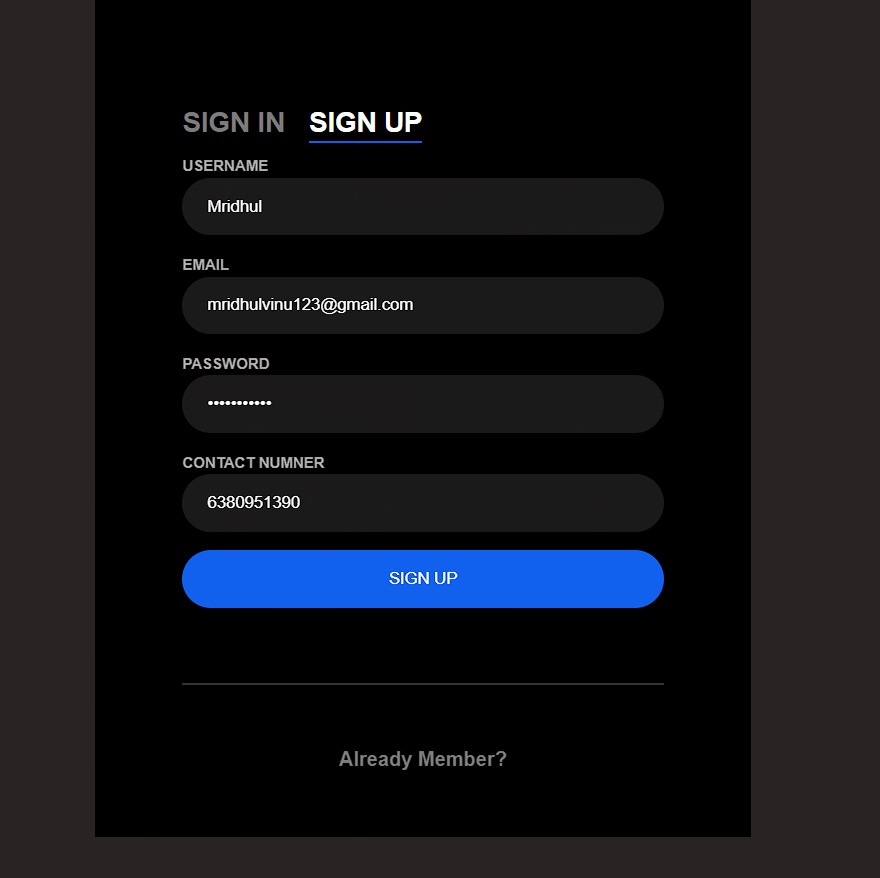 SIGN IN SIGN UP
USERNAME
Mridhul
EMAIL
mridhulvinu123@gmail.com
PASSWORD
•••••••••••
CONTACT NUMNER
6380951390
SIGN UP
Already Member?